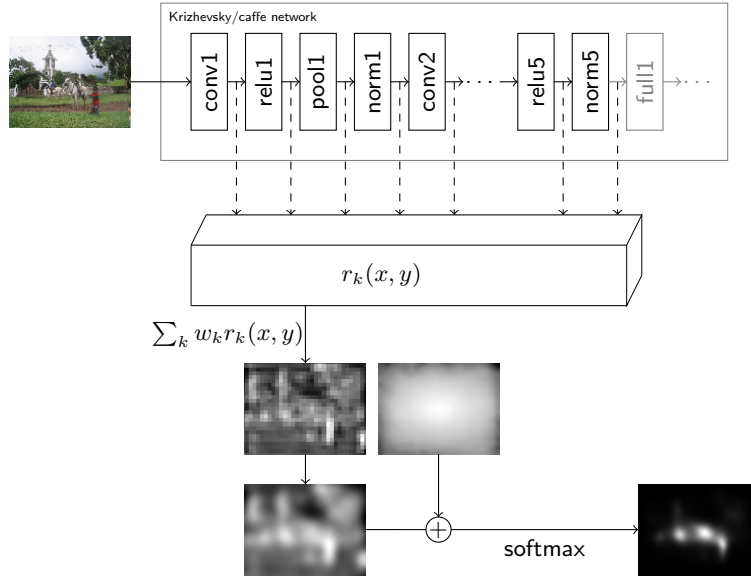 Krizhevsky/caffe network
conv1
relu1
pool1
norm1
conv2
···
relu5
norm5
full1
···
r_k(x, y)
∑_k w_k r_k(x, y)
+
softmax